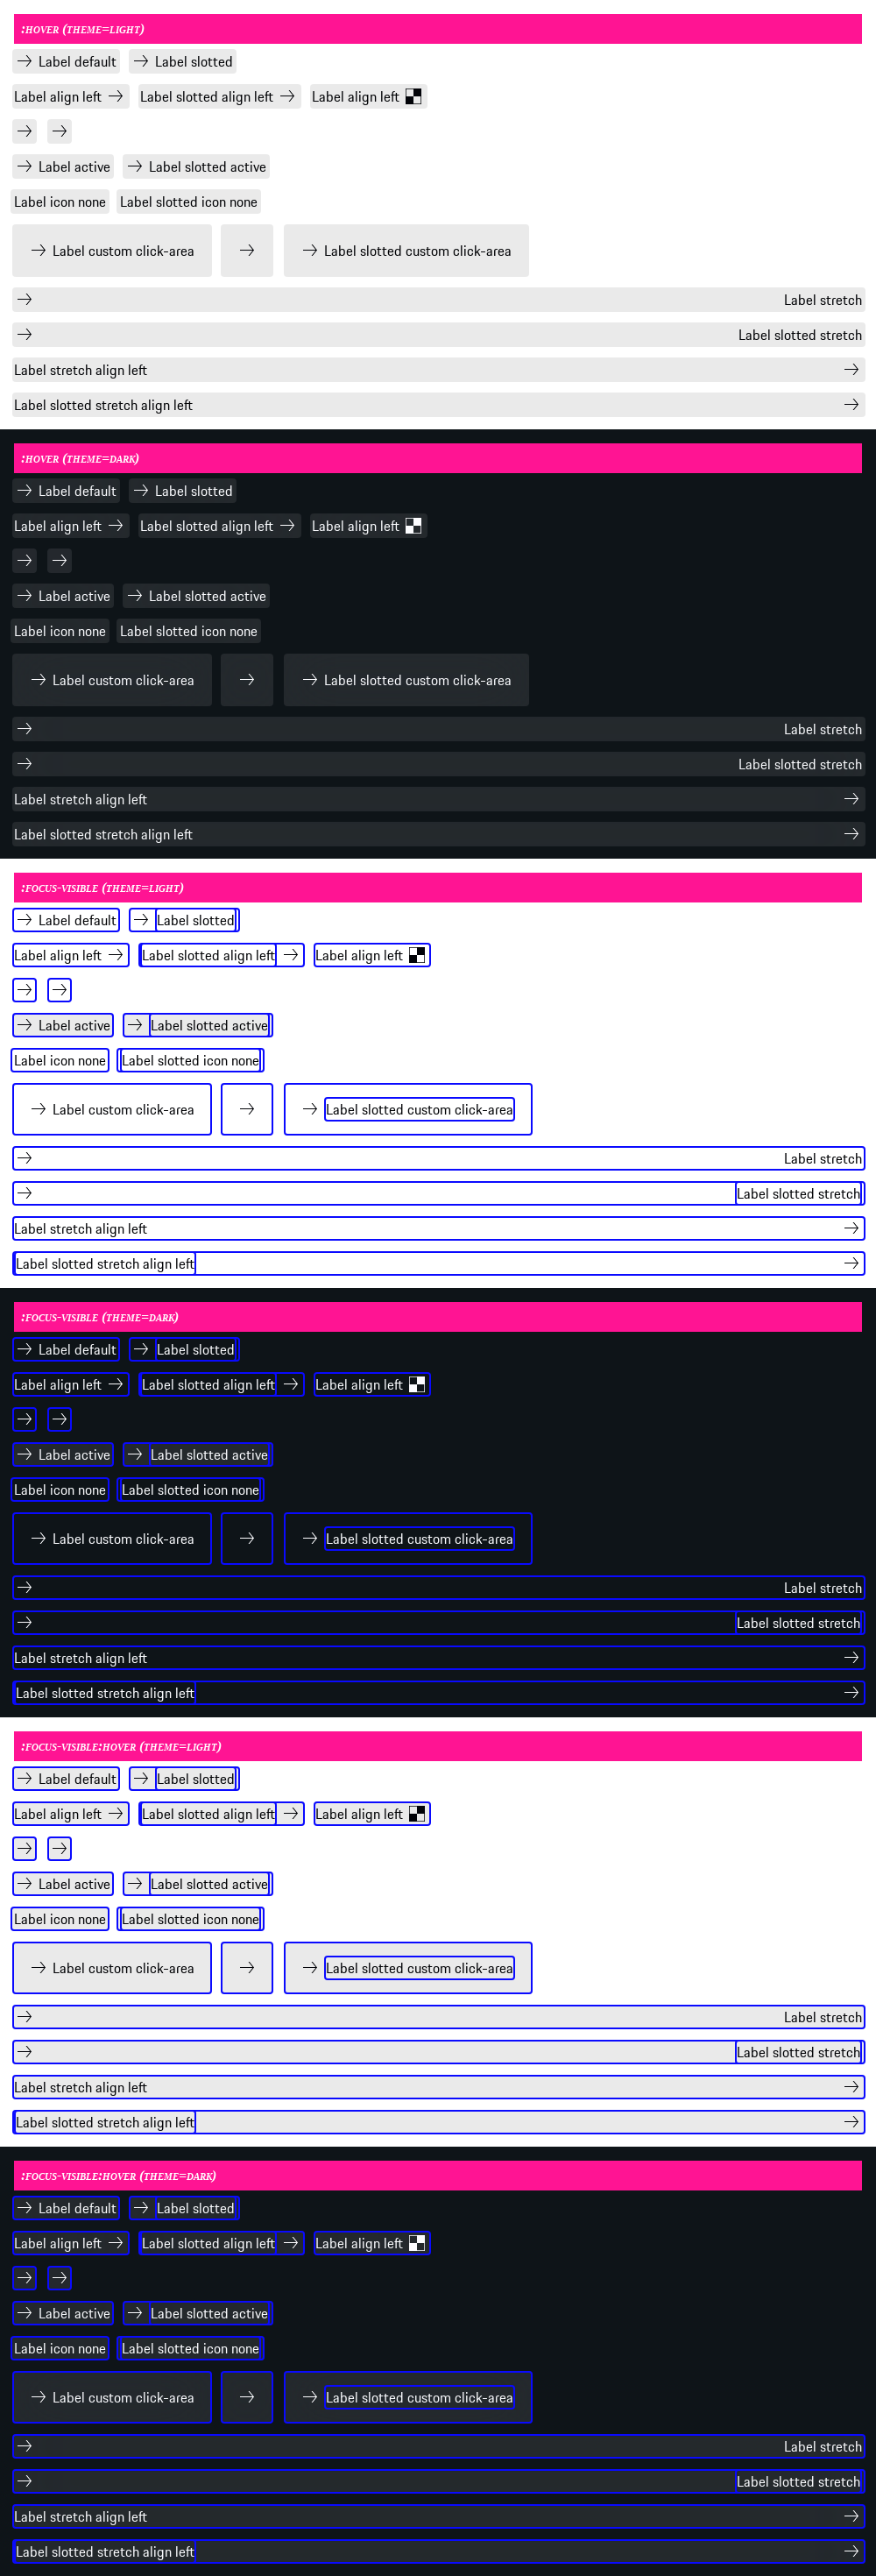 :HOVER (THEME=LIGHT)
Label default Label slotted
Label align left Label slotted align left Label align left
Label active Label slotted active
Label icon none Label slotted icon none
Label custom click-area Label slotted custom click-area
Label stretch
Label slotted stretch
Label stretch align left
Label slotted stretch align left
:HOVER (THEME=DARK)
Label default Label slotted
Label align left Label slotted align left Label align left
Label active Label slotted active
Label icon none Label slotted icon none
Label custom click-area Label slotted custom click-area
Label stretch
Label slotted stretch
Label stretch align left
Label slotted stretch align left
:FOCUS-VISIBLE (THEME=LIGHT)
Label default Label slotted
Label align left Label slotted align left Label align left
Label active Label slotted active
Label icon none Label slotted icon none
Label custom click-area Label slotted custom click-area
Label stretch
Label slotted stretch
Label stretch align left
Label slotted stretch align left
:FOCUS-VISIBLE (THEME=DARK)
Label default Label slotted
Label align left Label slotted align left Label align left
Label active Label slotted active
Label icon none Label slotted icon none
Label custom click-area Label slotted custom click-area
Label stretch
Label slotted stretch
Label stretch align left
Label slotted stretch align left
:FOCUS-VISIBLE:HOVER (THEME=LIGHT)
Label default Label slotted
Label align left Label slotted align left Label align left
Label active Label slotted active
Label icon none Label slotted icon none
Label custom click-area Label slotted custom click-area
Label stretch
Label slotted stretch
Label stretch align left
Label slotted stretch align left
:FOCUS-VISIBLE:HOVER (THEME=DARK)
Label default Label slotted
Label align left Label slotted align left Label align left
Label active Label slotted active
Label icon none Label slotted icon none
Label custom click-area Label slotted custom click-area
Label stretch
Label slotted stretch
Label stretch align left
Label slotted stretch align left